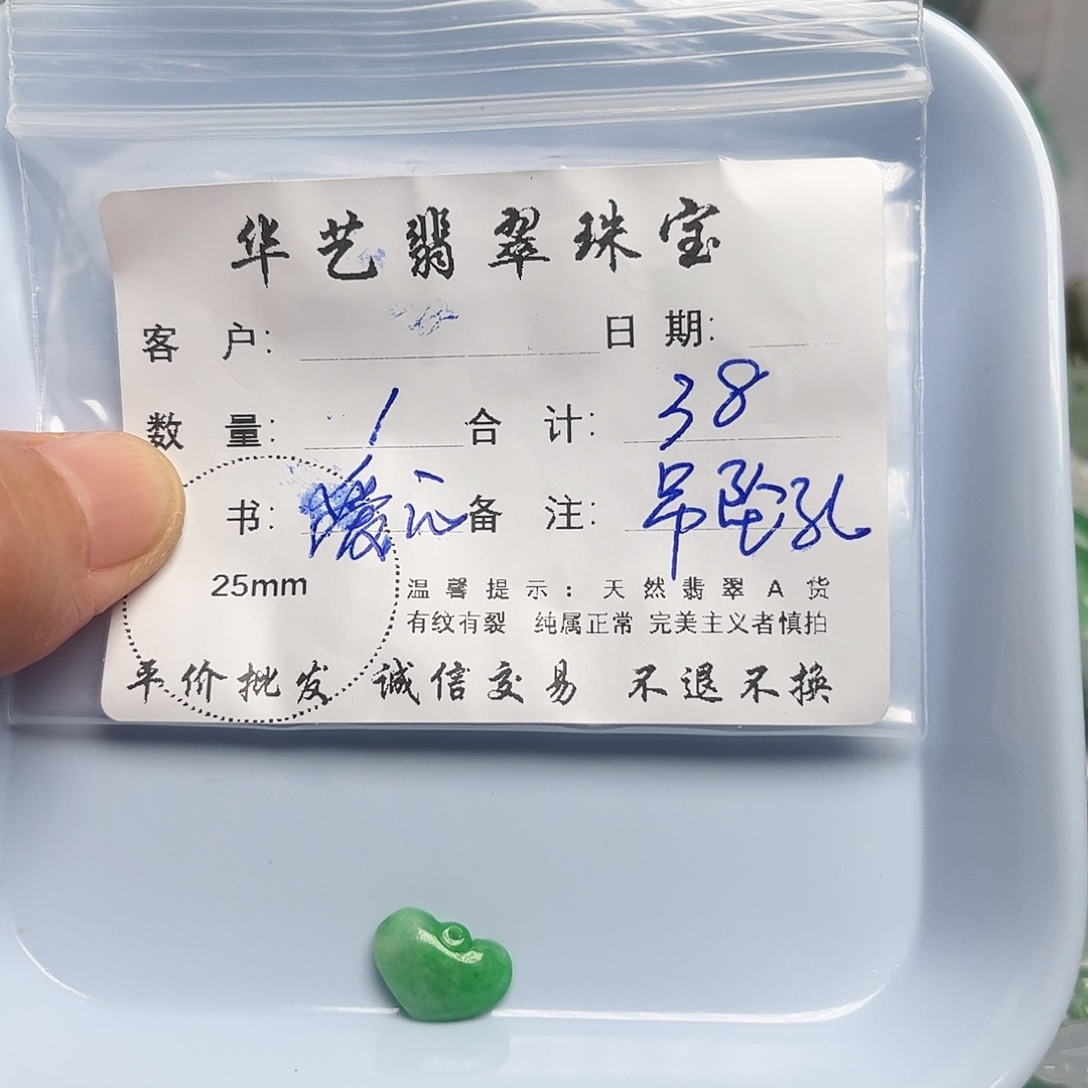 华艺翡翠珠宝
客 户: 日 期:
数 量: 1 合 计: 38
书: 沁 备 注: 吊坠孔
25mm
温馨提示:天然翡翠A货
有纹有裂 纯属正常 完美主义者慎拍
平价批发 诚信交易 不退不换